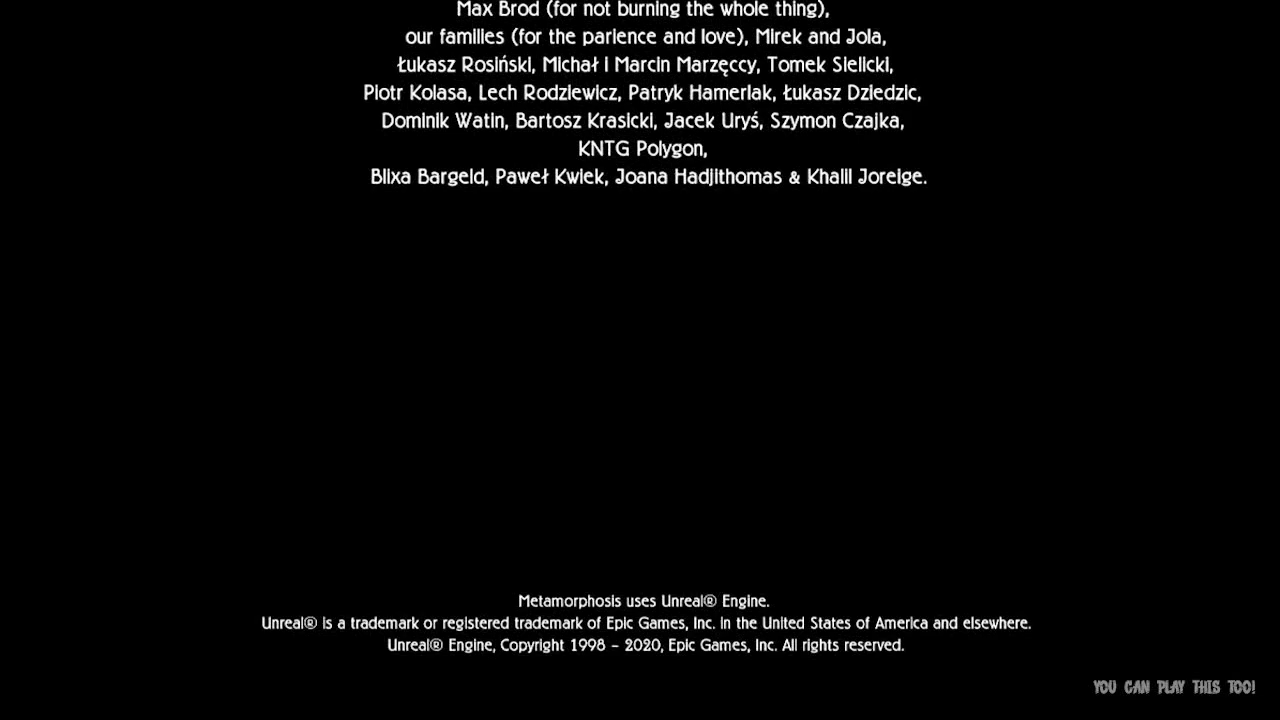 Max Brod (for not burning the whole thing),
our families (for the parience and love), Mirek and Jola,
Łukasz Rosiński, Michał i Marcin Marzęccy, Tomek Sielicki,
Piotr Kolasa, Lech Rodziewicz, Patryk Hamerlak, Łukasz Dziedzic,
Dominik Watin, Bartosz Krasicki, Jacek Uryś, Szymon Czajka,
KNTG Polygon,
Blixa Bargeld, Paweł Kwiek, Joana Hadjithomas & Khalil Joreige.
Metamorphosis uses Unreal® Engine.
Unreal® is a trademark or registered trademark of Epic Games, Inc. in the United States of America and elsewhere.
Unreal® Engine, Copyright 1998 – 2020, Epic Games, Inc. All rights reserved.
YOU CAN PLAY THIS TOO!